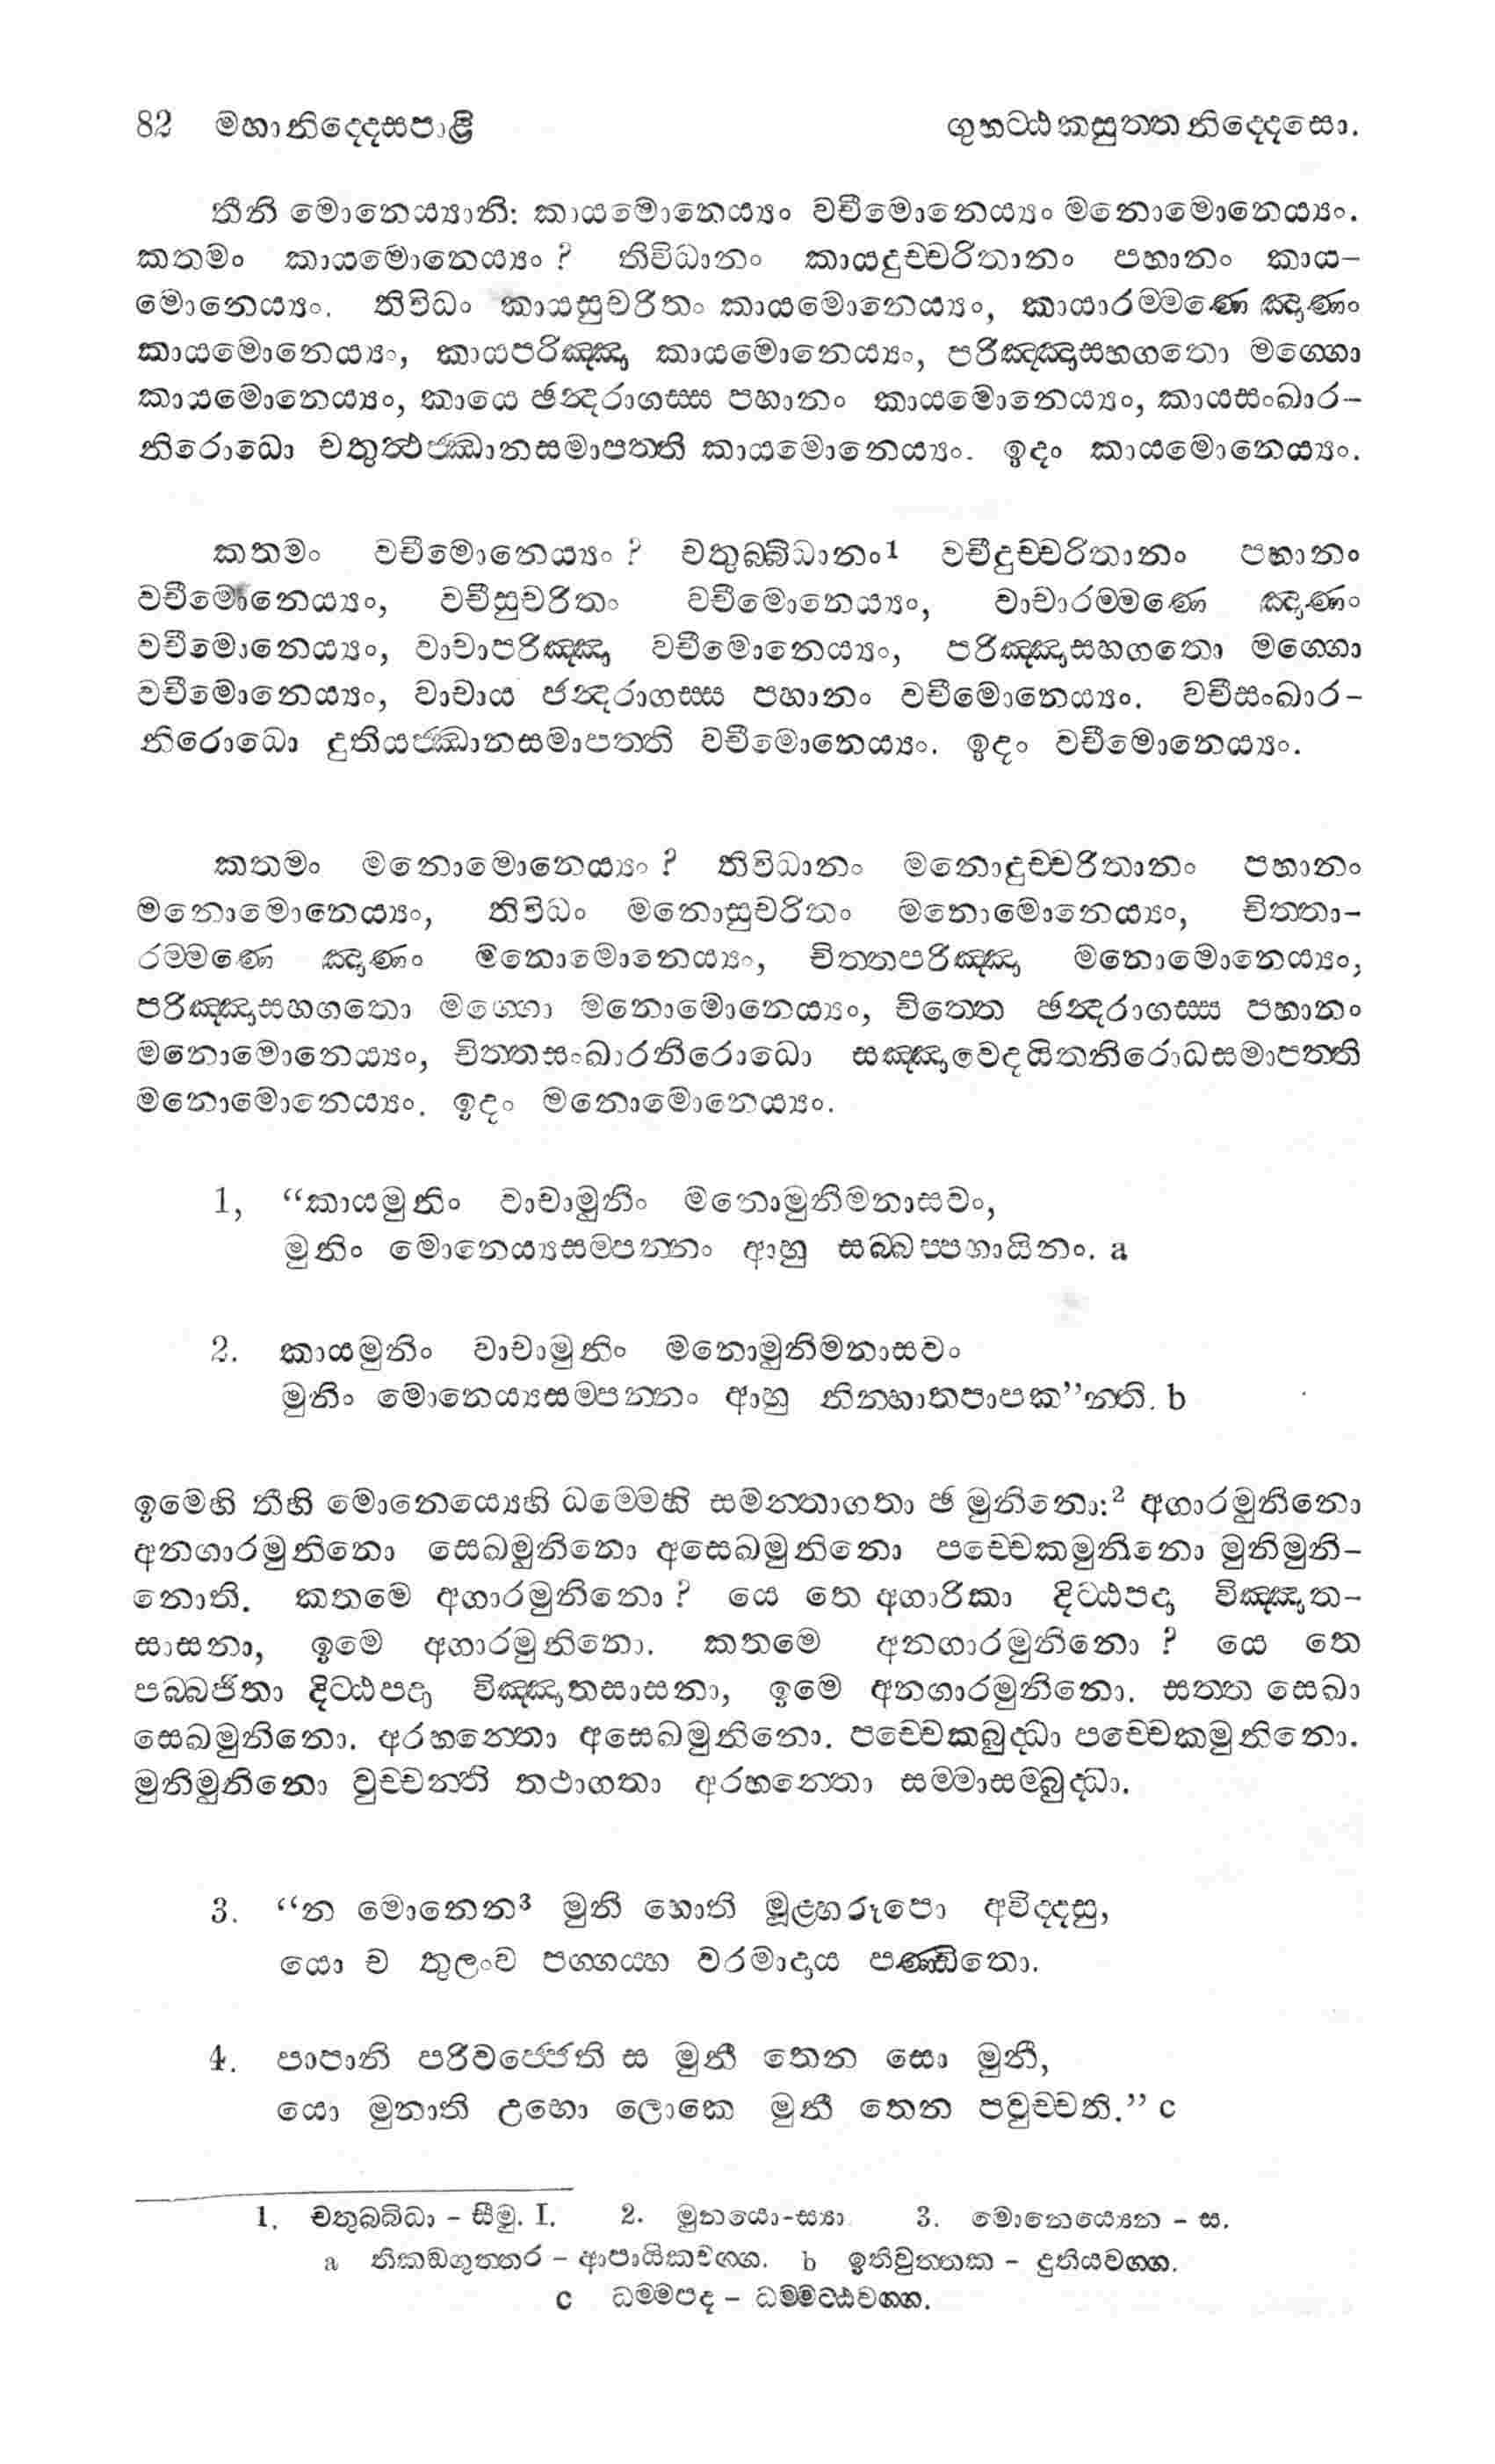 82 මහානිද්දෙසපාළි ගුහට්ඨකසුත්තනිද්දෙසො.
තීනි මොනෙය්‍යානි: කායමොනෙය්‍යං වචීමොනෙය්‍යං මනොමොනෙය්‍යං.
කතමං කායමොනෙය්‍යං ? තිවිධානං කායදුච්චරිතානං පහානං කාය-
මොනෙය්‍යං. තිවිධං කායසුචරිතං කායමොනෙය්‍යං, කායාරම්මණෙ ඤාණං
කායමොනෙය්‍යං, කායපරිඤ්ඤා කායමොනෙය්‍යං, පරිඤ්ඤාසහගතො මග්ගො
කායමොනෙය්‍යං, කායෙ ඡන්දරාගස්ස පහානං කායමොනෙය්‍යං, කායසංඛාර-
නිරොධො චතුත්ථජ්ඣානසමාපත්ති කායමොනෙය්‍යං. ඉදං කායමොනෙය්‍යං.
කතමං වචීමොනෙය්‍යං ? චතුබ්බිධානං1 වචීදුච්චරිතානං පහානං
වචීමොනෙය්‍යං, වචීසුචරිතං වචීමොනෙය්‍යං, වාචාරම්මණෙ ඤාණං
වචීමොනෙය්‍යං, වාචාපරිඤ්ඤා වචීමොනෙය්‍යං, පරිඤ්ඤාසහගතො මග්ගො
වචීමොනෙය්‍යං, වාචාය ඡන්දරාගස්ස පහානං වචීමොනෙය්‍යං. වචීසංඛාර-
නිරොධො දුතියජ්ඣානසමාපත්ති වචීමොනෙය්‍යං. ඉදං වචීමොනෙය්‍යං.
කතමං මනොමොනෙය්‍යං ? තිවිධානං මනොදුච්චරිතානං පහානං
මනොමොනෙය්‍යං, තිවිධං මනොසුචරිතං මනොමොනෙය්‍යං, චිත්තා-
රම්මණෙ ඤාණං මනොමොනෙය්‍යං, චිත්තපරිඤ්ඤා මනොමොනෙය්‍යං,
පරිඤ්ඤාසහගතො මග්ගො මනොමොනෙය්‍යං, චිත්තෙ ඡන්දරාගස්ස පහානං
මනොමොනෙය්‍යං, චිත්තසංඛාරනිරොධො සඤ්ඤාවෙදයිතනිරොධසමාපත්ති
මනොමොනෙය්‍යං. ඉදං මනොමොනෙය්‍යං.
1, “කායමුනිං වාචාමුනිං මනොමුනිමනාසවං,
මුනිං මොනෙය්‍යසම්පන්නං ආහු සබ්බප්පහායිනං. a
2. කායමුනිං වාචාමුනිං මනොමුනිමනාසවං
මුනිං මොනෙය්‍යසම්පන්නං ආහු නින්හාතපාපක”න්ති. b
ඉමෙහි තීහි මොනෙය්‍යෙහි ධම්මෙහි සමන්නාගතා ඡ මුනිනො:2 අගාරමුනිනො
අනගාරමුනිනො සෙඛමුනිනො අසෙඛමුනිනො පච්චෙකමුනිනො මුනිමුනි-
නොති. කතමෙ අගාරමුනිනො ? යෙ තෙ අගාරිකා දිට්ඨපදා විඤ්ඤාත-
සාසනා, ඉමෙ අගාරමුනිනො. කතමෙ අනගාරමුනිනො ? යෙ තෙ
පබ්බජිතා දිට්ඨපදා විඤ්ඤාතසාසනා, ඉමෙ අනගාරමුනිනො. සත්ත සෙඛා
සෙඛමුනිනො. අරහන්තො අසෙඛමුනිනො. පච්චෙකබුද්ධා පච්චෙකමුනිනො.
මුනිමුනිනො වුච්චන්ති තථාගතා අරහන්තො සම්මාසම්බුද්ධා.
3. “න මොනෙන3 මුනි හොති මූළ්හරූපො අවිද්දසු,
යො ච තුලංව පග්ගය්හ වරමාදාය පණ්ඩිතො.
4. පාපානි පරිවජ්ජෙති ස මුනී තෙන සො මුනී,
යො මුනාති උභො ලොකෙ මුනී තෙන පවුච්චති.” c
1. චතුබ්බිධා - සීමු. I. 2. මුනයො-ස්‍යා 3. මොනෙය්‍යෙන - ස.
a තිකඞ්ගුත්තර - ආපායිකවග්ග. b ඉතිවුත්තක - දුතියවග්ග.
c ධම්මපද - ධම්මට්ඨවග්ග.